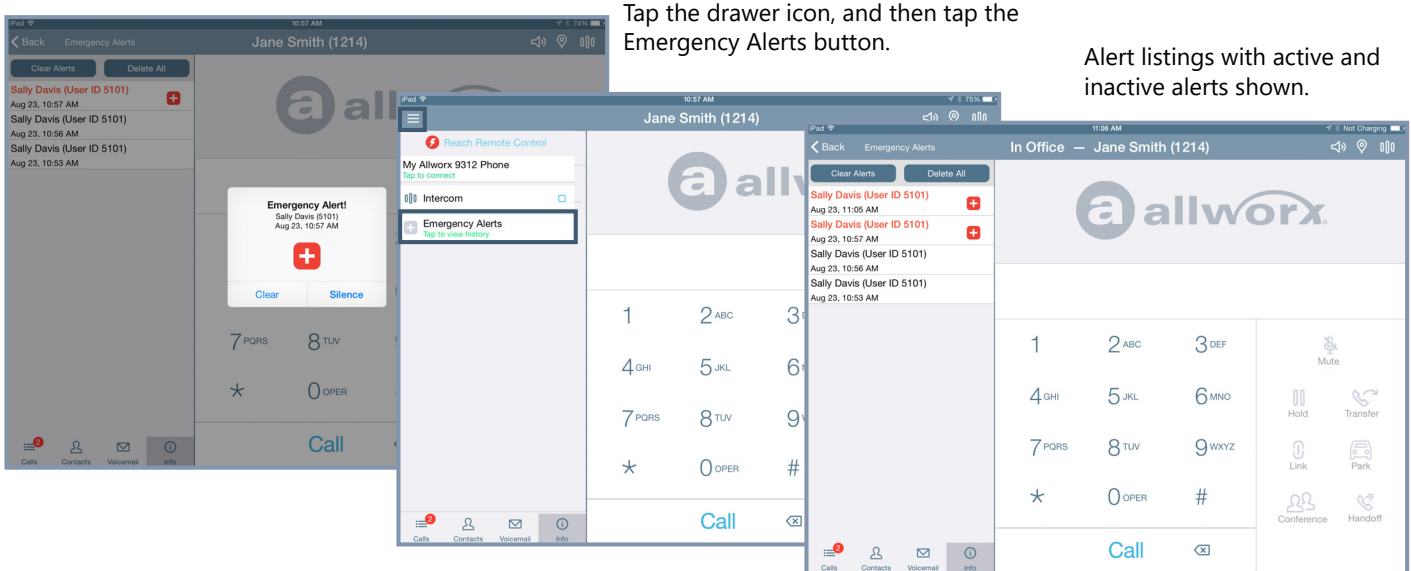 Tap the drawer icon, and then tap the
Emergency Alerts button.
Alert listings with active and
inactive alerts shown.
iPad 10:57 AM 74%
Back Emergency Alerts Jane Smith (1214)
Clear Alerts Delete All
Sally Davis (User ID 5101)
Aug 23, 10:57 AM
Sally Davis (User ID 5101)
Aug 23, 10:56 AM
Sally Davis (User ID 5101)
Aug 23, 10:53 AM
a all
Emergency Alert!
Sally Davis (5101)
Aug 23, 10:57 AM
Clear Silence
7 PQRS 8 TUV
* 0 OPER
Call
2
Calls Contacts Voicemail Info
iPad 10:57 AM 75%
Jane Smith (1214)
Reach Remote Control
My Allworx 9312 Phone
Tap to connect
Intercom
Emergency Alerts
Tap to view history
a all
1 2 ABC 3
4 GHI 5 JKL 6
7 PQRS 8 TUV 9
* 0 OPER #
Call
2
Calls Contacts Voicemail Info
iPad 11:06 AM Not Charging
Back Emergency Alerts In Office — Jane Smith (1214)
Clear Alerts Delete All
Sally Davis (User ID 5101)
Aug 23, 11:05 AM
Sally Davis (User ID 5101)
Aug 23, 10:57 AM
Sally Davis (User ID 5101)
Aug 23, 10:56 AM
Sally Davis (User ID 5101)
Aug 23, 10:53 AM
a allworx
1 2 ABC 3 DEF
Mute
4 GHI 5 JKL 6 MNO
Hold Transfer
7 PQRS 8 TUV 9 WXYZ
Link Park
* 0 OPER #
Conference Handoff
Call
2
Calls Contacts Voicemail Info